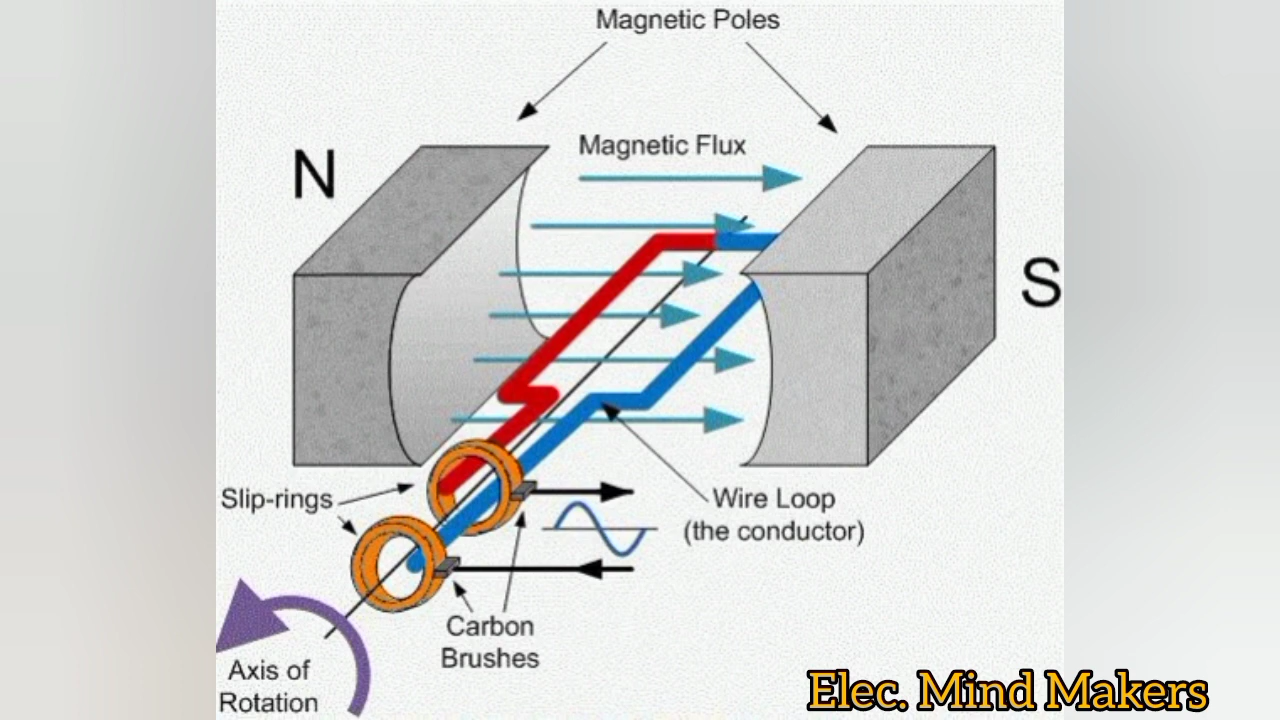 Magnetic Poles
Magnetic Flux
N
S
Slip-rings
Wire Loop
(the conductor)
Carbon
Brushes
Axis of
Rotation
Elec. Mind Makers